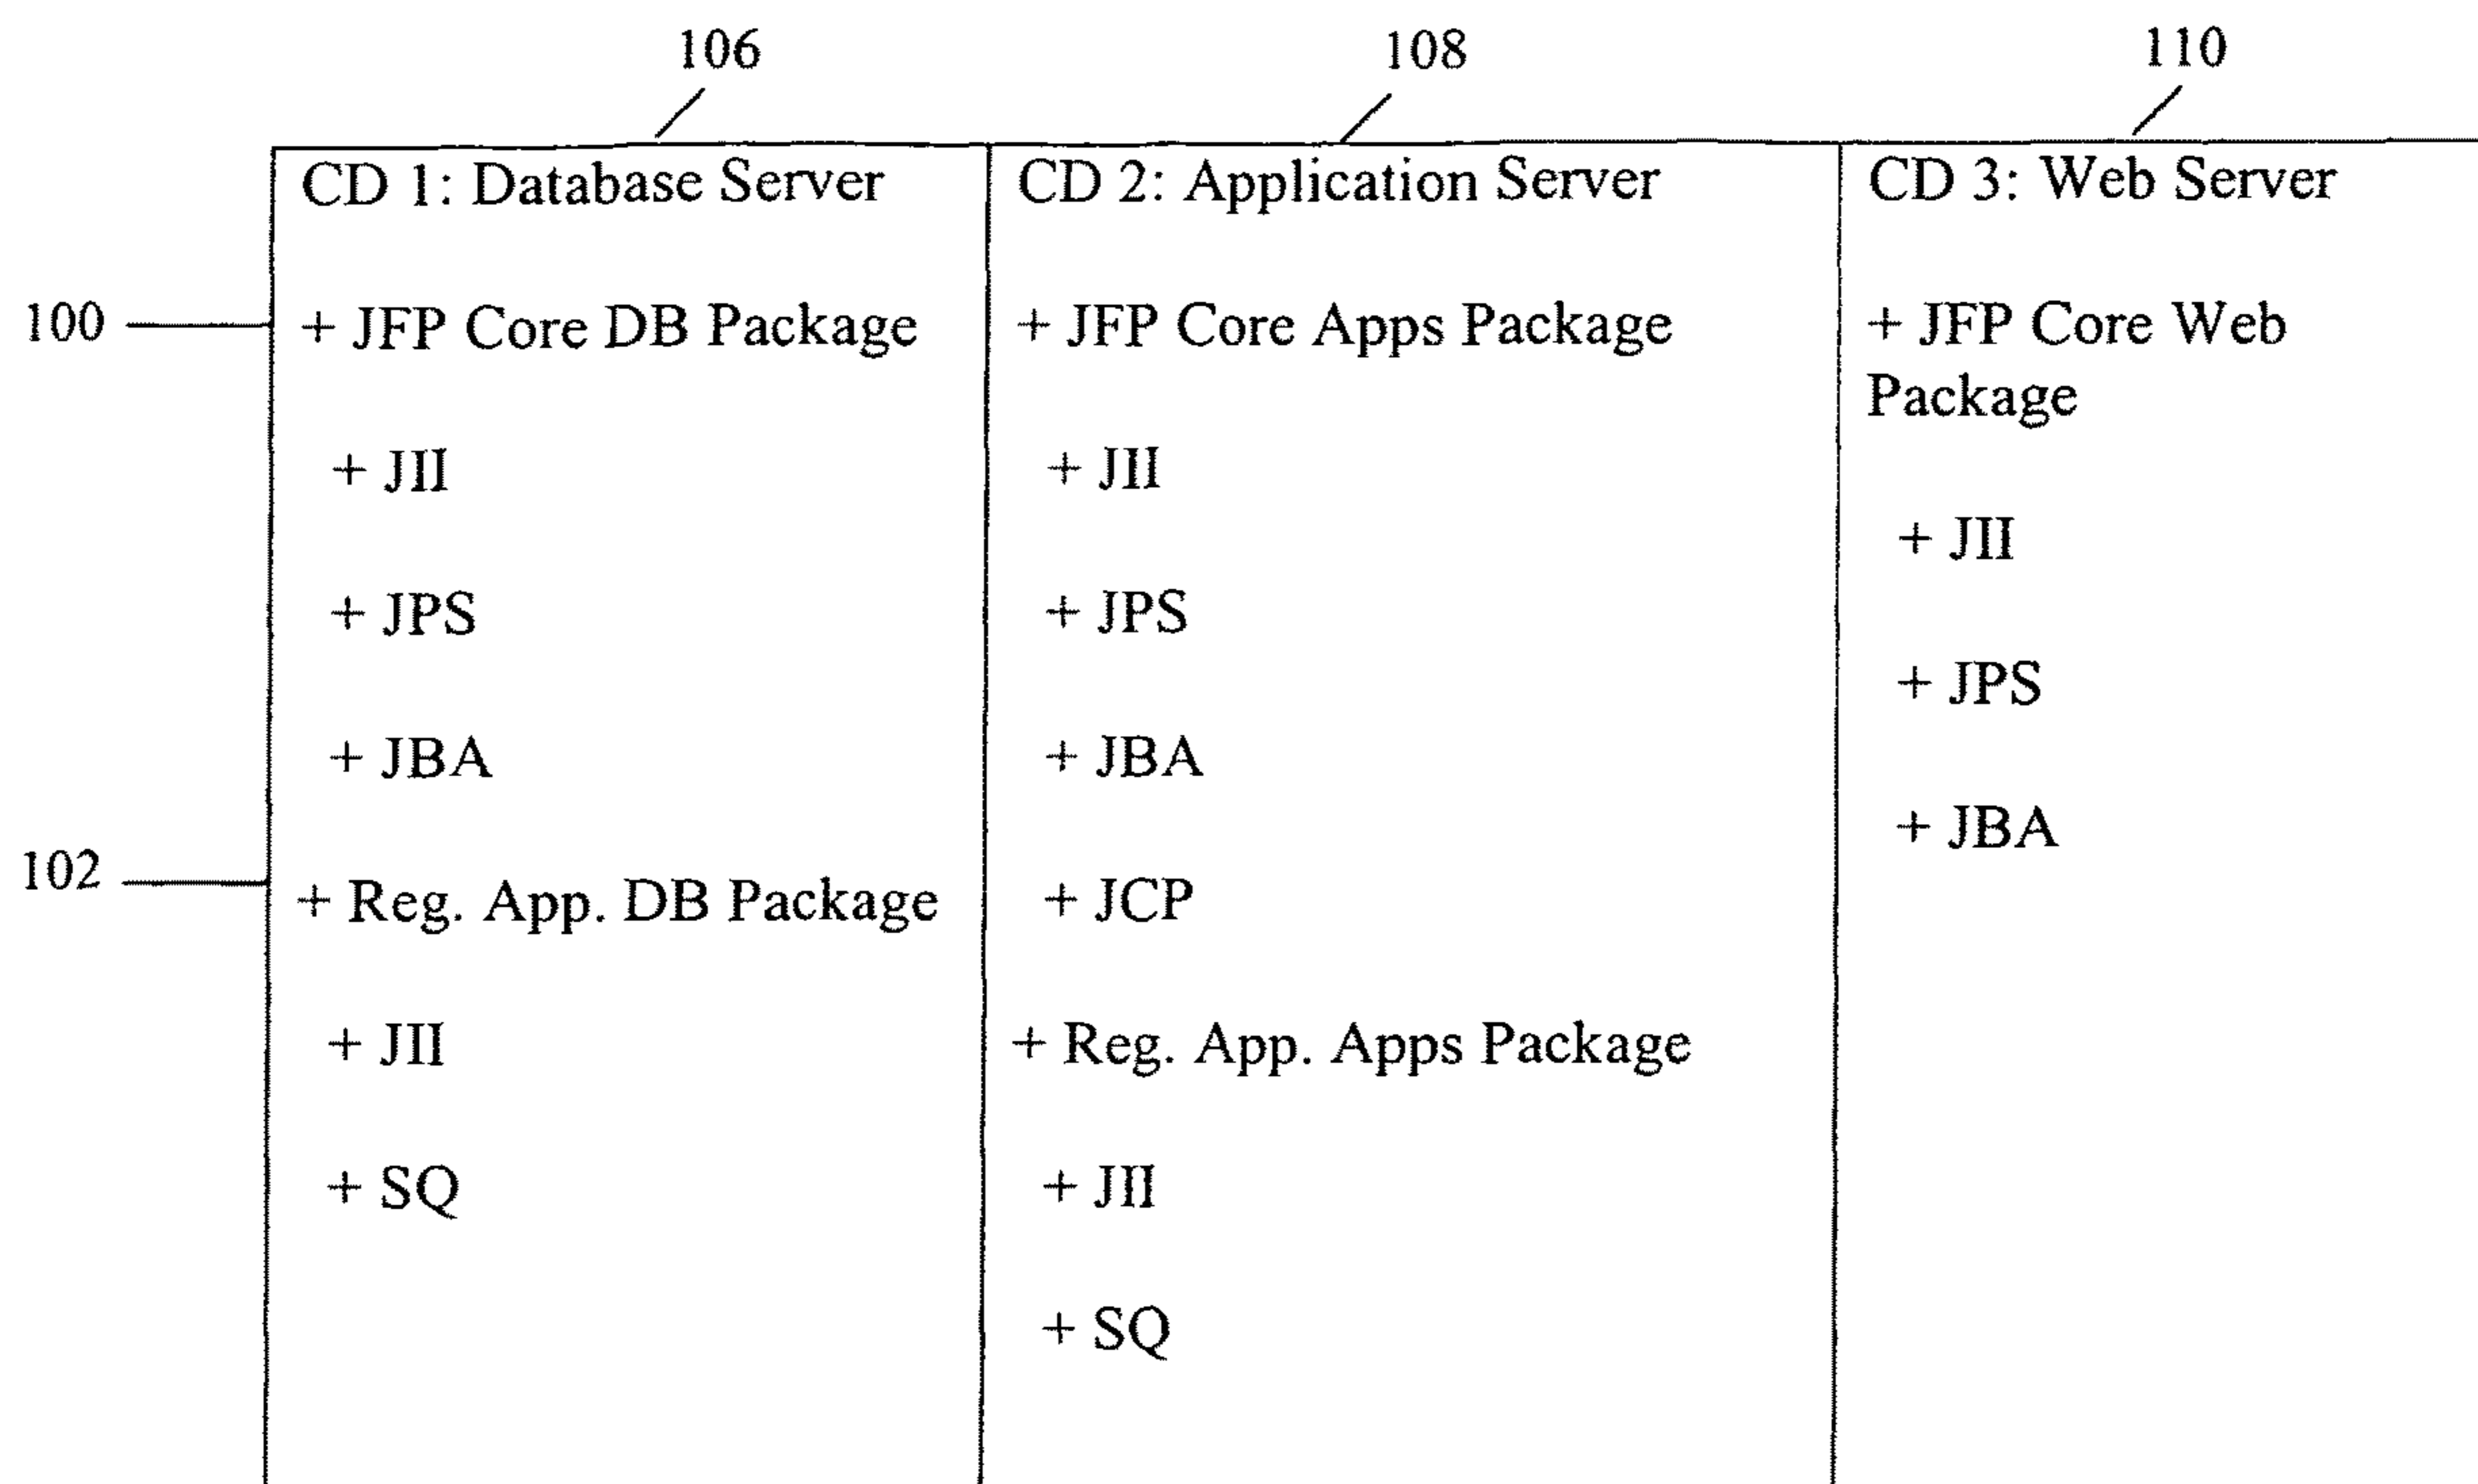 106
108
110
CD 1: Database Server
CD 2: Application Server
CD 3: Web Server
100
+ JFP Core DB Package
+ JII
+ JPS
+ JBA
102
+ Reg. App. DB Package
+ JII
+ SQ
+ JFP Core Apps Package
+ JII
+ JPS
+ JBA
+ JCP
+ Reg. App. Apps Package
+ JII
+ SQ
+ JFP Core Web
Package
+ JII
+ JPS
+ JBA